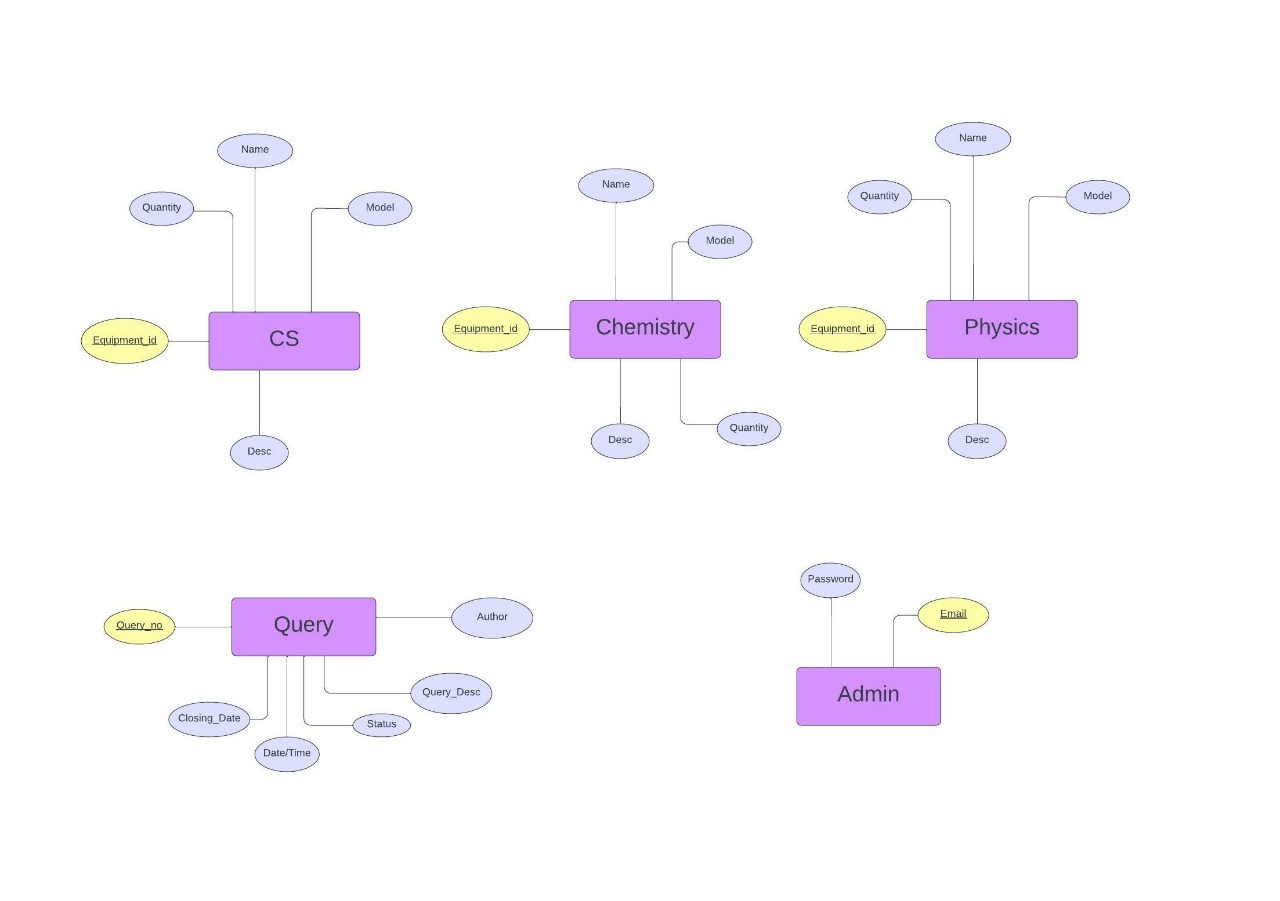 Name
Quantity
Model
Equipment_id
CS
Desc
Name
Model
Equipment_id
Chemistry
Desc
Quantity
Name
Quantity
Model
Equipment_id
Physics
Desc
Query_no
Query
Author
Query_Desc
Closing_Date
Status
Date/Time
Password
Email
Admin